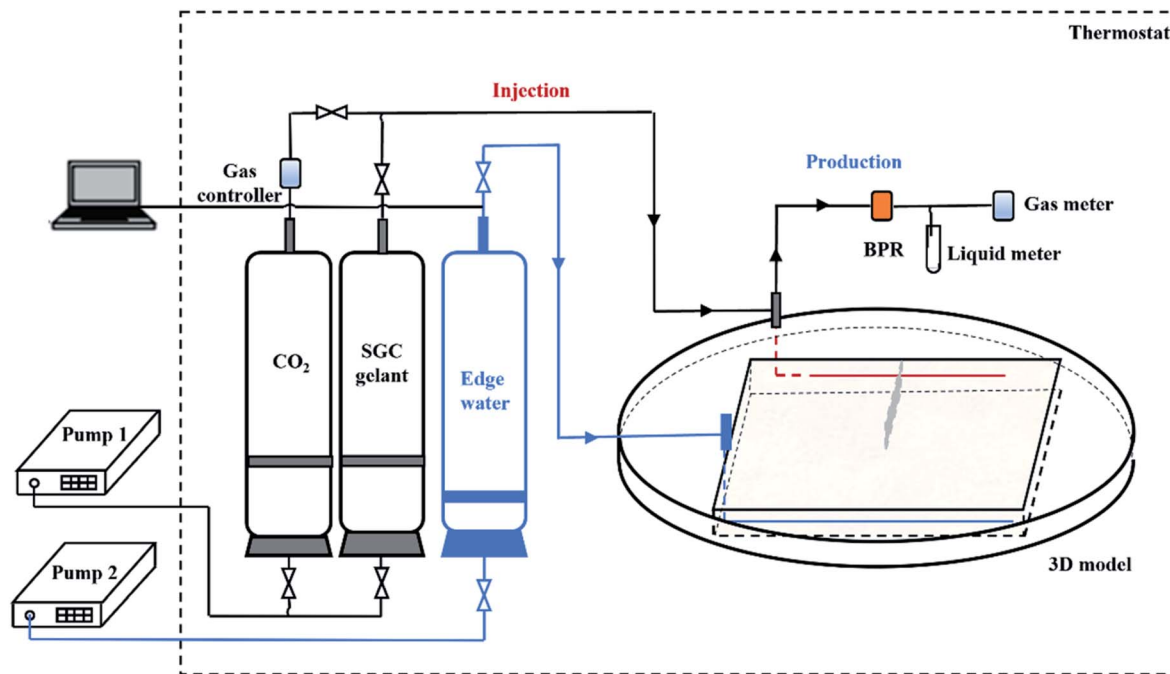 Thermostat
Injection
Production
Gas
controller
Gas meter
BPR
Liquid meter
CO₂
SGC
gelant
Edge
water
Pump 1
Pump 2
3D model